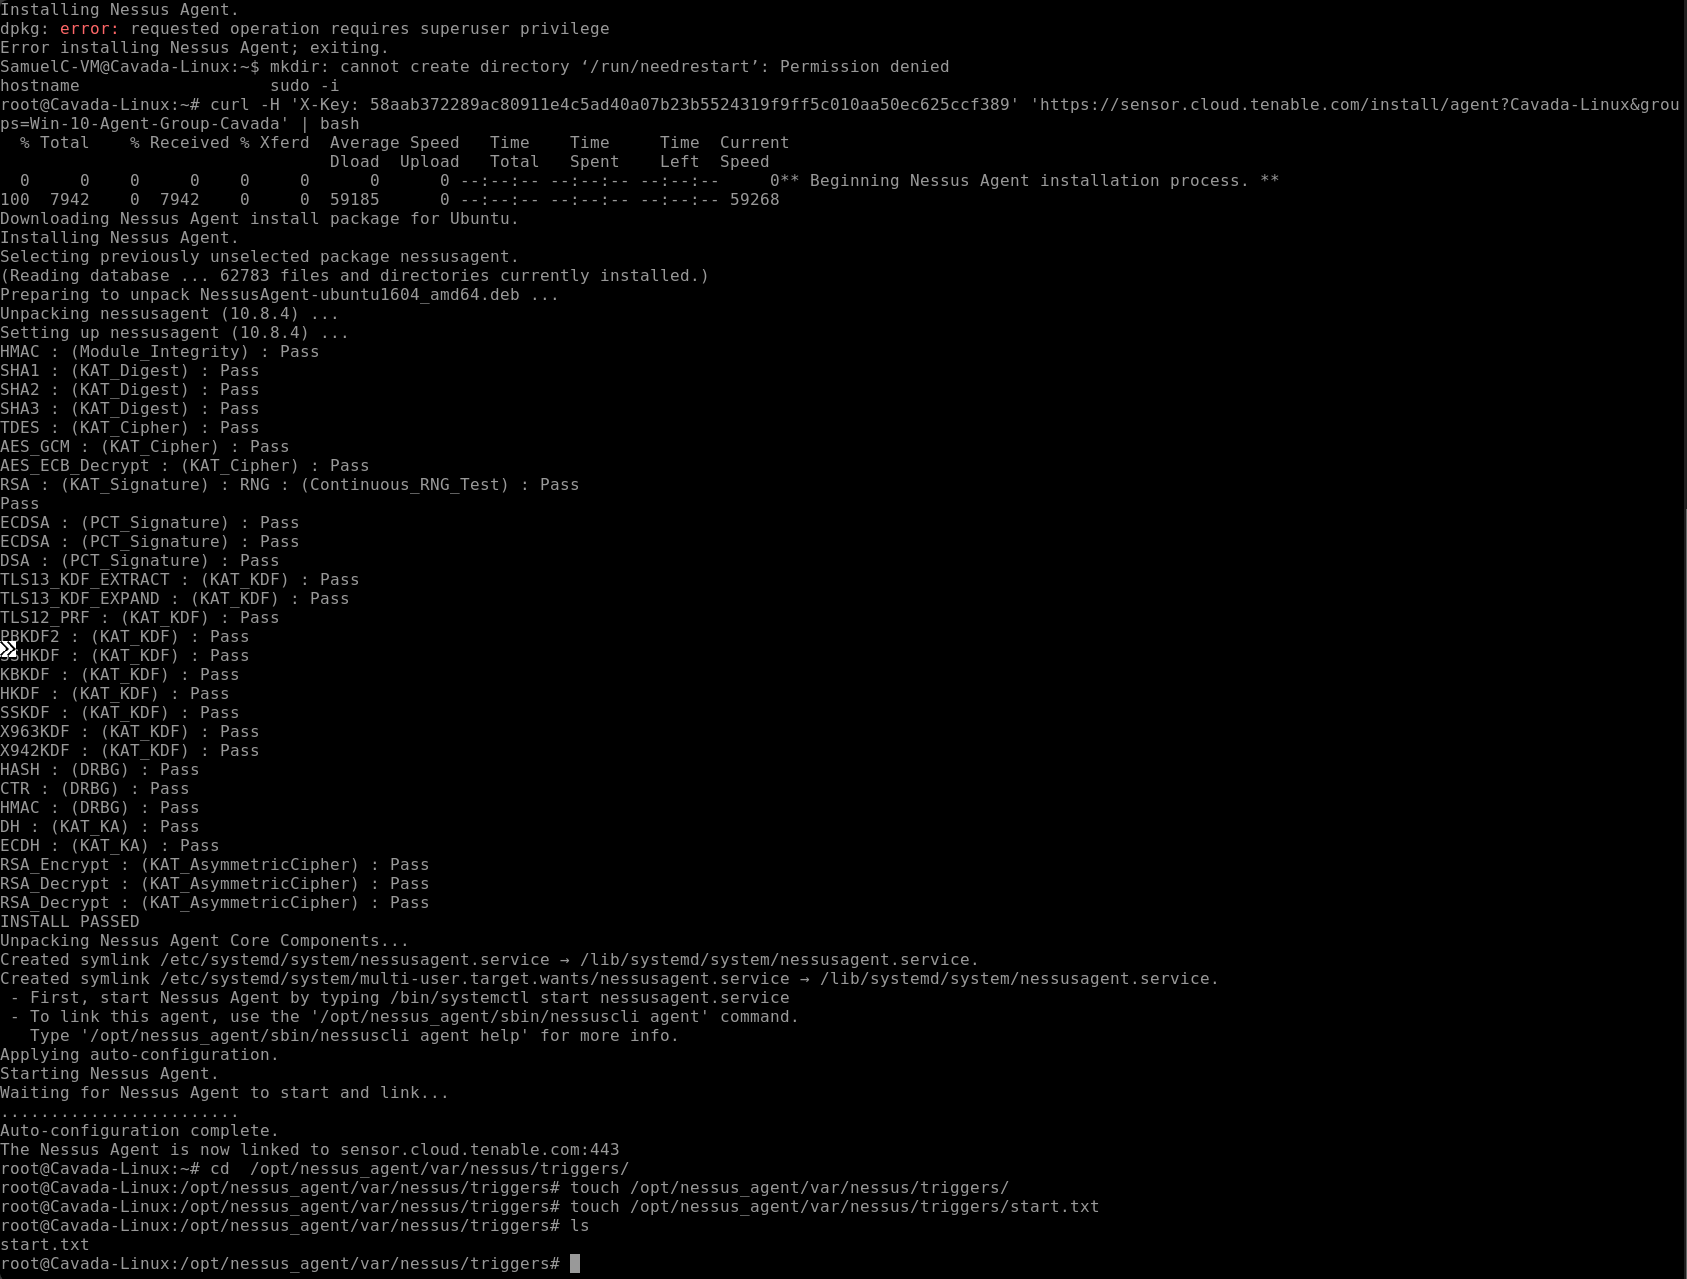 Installing Nessus Agent.
dpkg: error: requested operation requires superuser privilege
Error installing Nessus Agent; exiting.
SamuelC-VM@Cavada-Linux:~$ mkdir: cannot create directory ‘/run/needrestart’: Permission denied
hostname                   sudo -i
root@Cavada-Linux:~# curl -H 'X-Key: 58aab372289ac80911e4c5ad40a07b23b5524319f9ff5c010aa50ec625ccf389' 'https://sensor.cloud.tenable.com/install/agent?Cavada-Linux&grou
ps=Win-10-Agent-Group-Cavada' | bash
  % Total    % Received % Xferd  Average Speed   Time    Time     Time  Current
                                 Dload  Upload   Total   Spent    Left  Speed
  0     0    0     0    0     0      0      0 --:--:-- --:--:-- --:--:--     0** Beginning Nessus Agent installation process. **
100  7942    0  7942    0     0  59185      0 --:--:-- --:--:-- --:--:-- 59268
Downloading Nessus Agent install package for Ubuntu.
Installing Nessus Agent.
Selecting previously unselected package nessusagent.
(Reading database ... 62783 files and directories currently installed.)
Preparing to unpack NessusAgent-ubuntu1604_amd64.deb ...
Unpacking nessusagent (10.8.4) ...
Setting up nessusagent (10.8.4) ...
HMAC : (Module_Integrity) : Pass
SHA1 : (KAT_Digest) : Pass
SHA2 : (KAT_Digest) : Pass
SHA3 : (KAT_Digest) : Pass
TDES : (KAT_Cipher) : Pass
AES_GCM : (KAT_Cipher) : Pass
AES_ECB_Decrypt : (KAT_Cipher) : Pass
RSA : (KAT_Signature) : RNG : (Continuous_RNG_Test) : Pass
Pass
ECDSA : (PCT_Signature) : Pass
ECDSA : (PCT_Signature) : Pass
DSA : (PCT_Signature) : Pass
TLS13_KDF_EXTRACT : (KAT_KDF) : Pass
TLS13_KDF_EXPAND : (KAT_KDF) : Pass
TLS12_PRF : (KAT_KDF) : Pass
PBKDF2 : (KAT_KDF) : Pass
SSHKDF : (KAT_KDF) : Pass
KBKDF : (KAT_KDF) : Pass
HKDF : (KAT_KDF) : Pass
SSKDF : (KAT_KDF) : Pass
X963KDF : (KAT_KDF) : Pass
X942KDF : (KAT_KDF) : Pass
HASH : (DRBG) : Pass
CTR : (DRBG) : Pass
HMAC : (DRBG) : Pass
DH : (KAT_KA) : Pass
ECDH : (KAT_KA) : Pass
RSA_Encrypt : (KAT_AsymmetricCipher) : Pass
RSA_Decrypt : (KAT_AsymmetricCipher) : Pass
RSA_Decrypt : (KAT_AsymmetricCipher) : Pass
INSTALL PASSED
Unpacking Nessus Agent Core Components...
Created symlink /etc/systemd/system/nessusagent.service → /lib/systemd/system/nessusagent.service.
Created symlink /etc/systemd/system/multi-user.target.wants/nessusagent.service → /lib/systemd/system/nessusagent.service.
 - First, start Nessus Agent by typing /bin/systemctl start nessusagent.service
 - To link this agent, use the '/opt/nessus_agent/sbin/nessuscli agent' command.
   Type '/opt/nessus_agent/sbin/nessuscli agent help' for more info.
Applying auto-configuration.
Starting Nessus Agent.
Waiting for Nessus Agent to start and link...
........................
Auto-configuration complete.
The Nessus Agent is now linked to sensor.cloud.tenable.com:443
root@Cavada-Linux:~# cd  /opt/nessus_agent/var/nessus/triggers/
root@Cavada-Linux:/opt/nessus_agent/var/nessus/triggers# touch /opt/nessus_agent/var/nessus/triggers/
root@Cavada-Linux:/opt/nessus_agent/var/nessus/triggers# touch /opt/nessus_agent/var/nessus/triggers/start.txt
root@Cavada-Linux:/opt/nessus_agent/var/nessus/triggers# ls
start.txt
root@Cavada-Linux:/opt/nessus_agent/var/nessus/triggers#